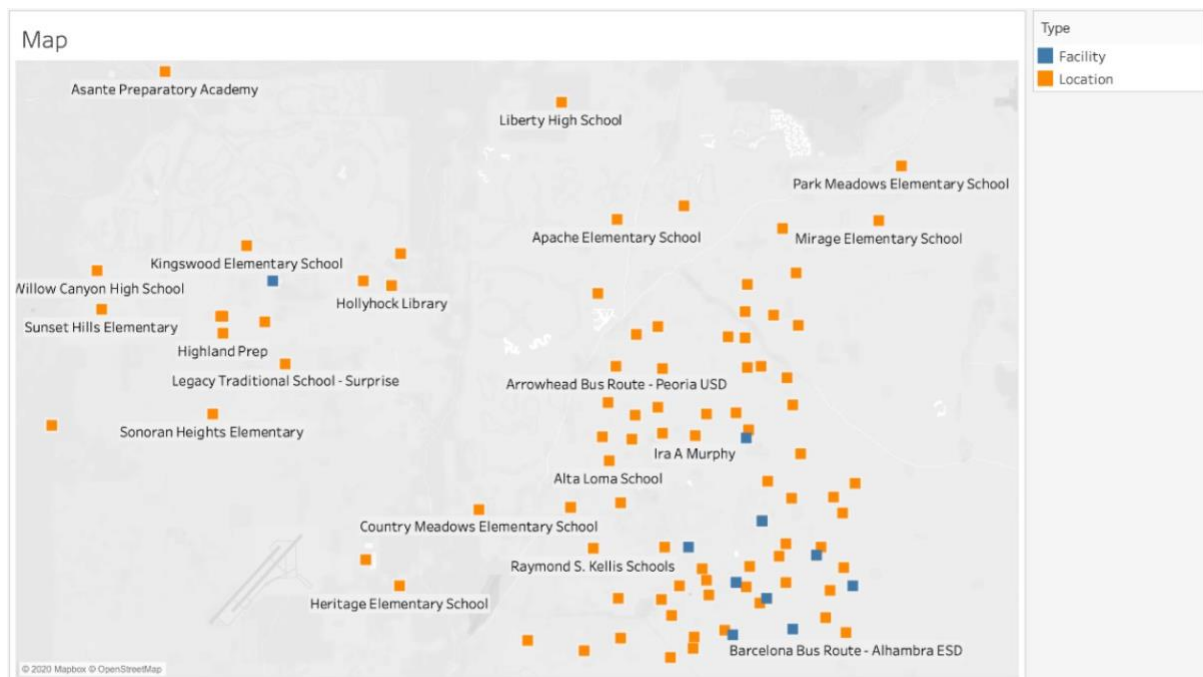 Map
Type
Facility
Location
Asante Preparatory Academy
Liberty High School
Park Meadows Elementary School
Apache Elementary School
Mirage Elementary School
Kingswood Elementary School
Willow Canyon High School
Hollyhock Library
Sunset Hills Elementary
Highland Prep
Legacy Traditional School - Surprise
Arrowhead Bus Route - Peoria USD
Sonoran Heights Elementary
Ira A Murphy
Alta Loma School
Country Meadows Elementary School
Raymond S. Kellis Schools
Heritage Elementary School
Barcelona Bus Route - Alhambra ESD
© 2020 Mapbox © OpenStreetMap